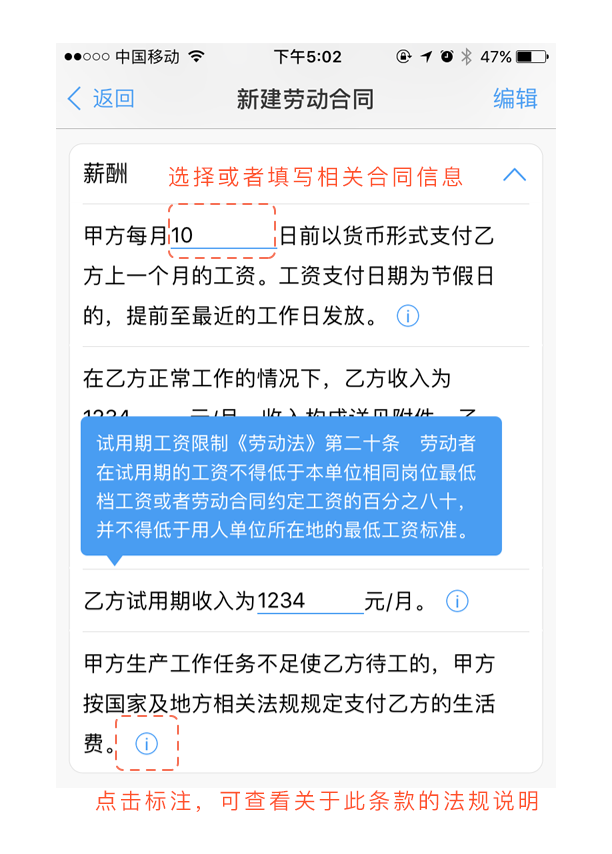 中国移动 下午5:02 47%
返回 新建劳动合同 编辑
薪酬 选择或者填写相关合同信息
甲方每月10 日前以货币形式支付乙
方上一个月的工资。工资支付日期为节假日
的，提前至最近的工作日发放。
在乙方正常工作的情况下，乙方收入为
1234 元/月，收入构成详见附件。乙
试用期工资限制《劳动法》第二十条 劳动者
在试用期的工资不得低于本单位相同岗位最低
档工资或者劳动合同约定工资的百分之八十，
并不得低于用人单位所在地的最低工资标准。
乙方试用期收入为1234 元/月。
甲方生产工作任务不足使乙方待工的，甲方
按国家及地方相关法规规定支付乙方的生活
费。
点击标注，可查看关于此条款的法规说明